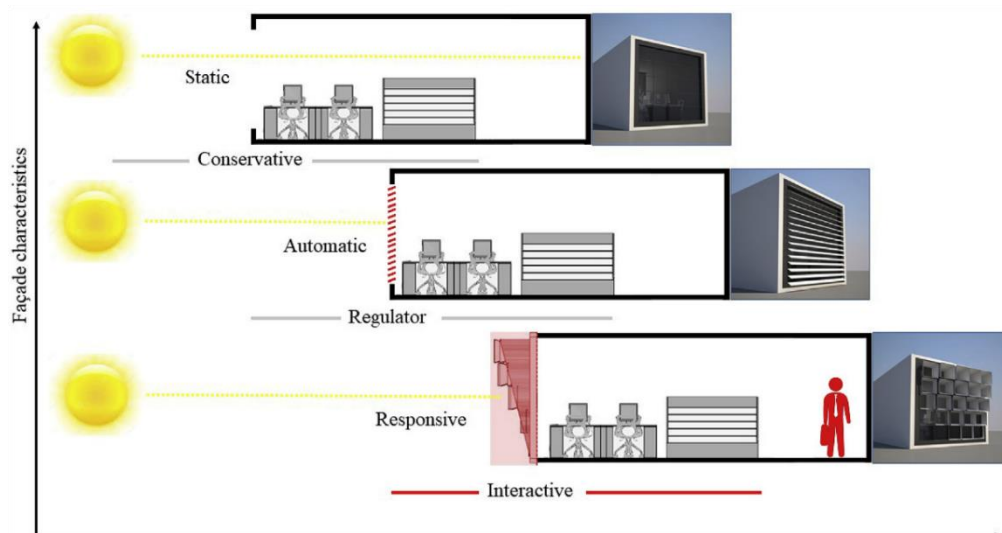 Façade characteristics
Static
Conservative
Automatic
Regulator
Responsive
Interactive